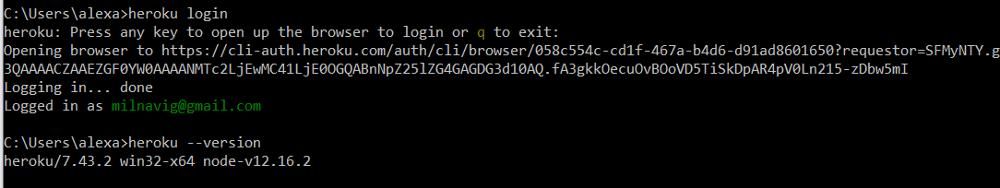 C:\Users\alexa>heroku login
heroku: Press any key to open up the browser to login or q to exit:
Opening browser to https://cli-auth.heroku.com/auth/cli/browser/058c554c-cd1f-467a-b4d6-d91ad8601650?requestor=SFMyNTY.g
3QAAAACZAAEZGF0YW0AAAANMTc2LjEwMC41LjE0OGQABnNpZ25lZG4GAGDG3d10AQ.fA3gkkOecuOvBOoVD5TiSkDpAR4pV0Ln215-zDbw5mI
Logging in... done
Logged in as milnavig@gmail.com
C:\Users\alexa>heroku --version
heroku/7.43.2 win32-x64 node-v12.16.2